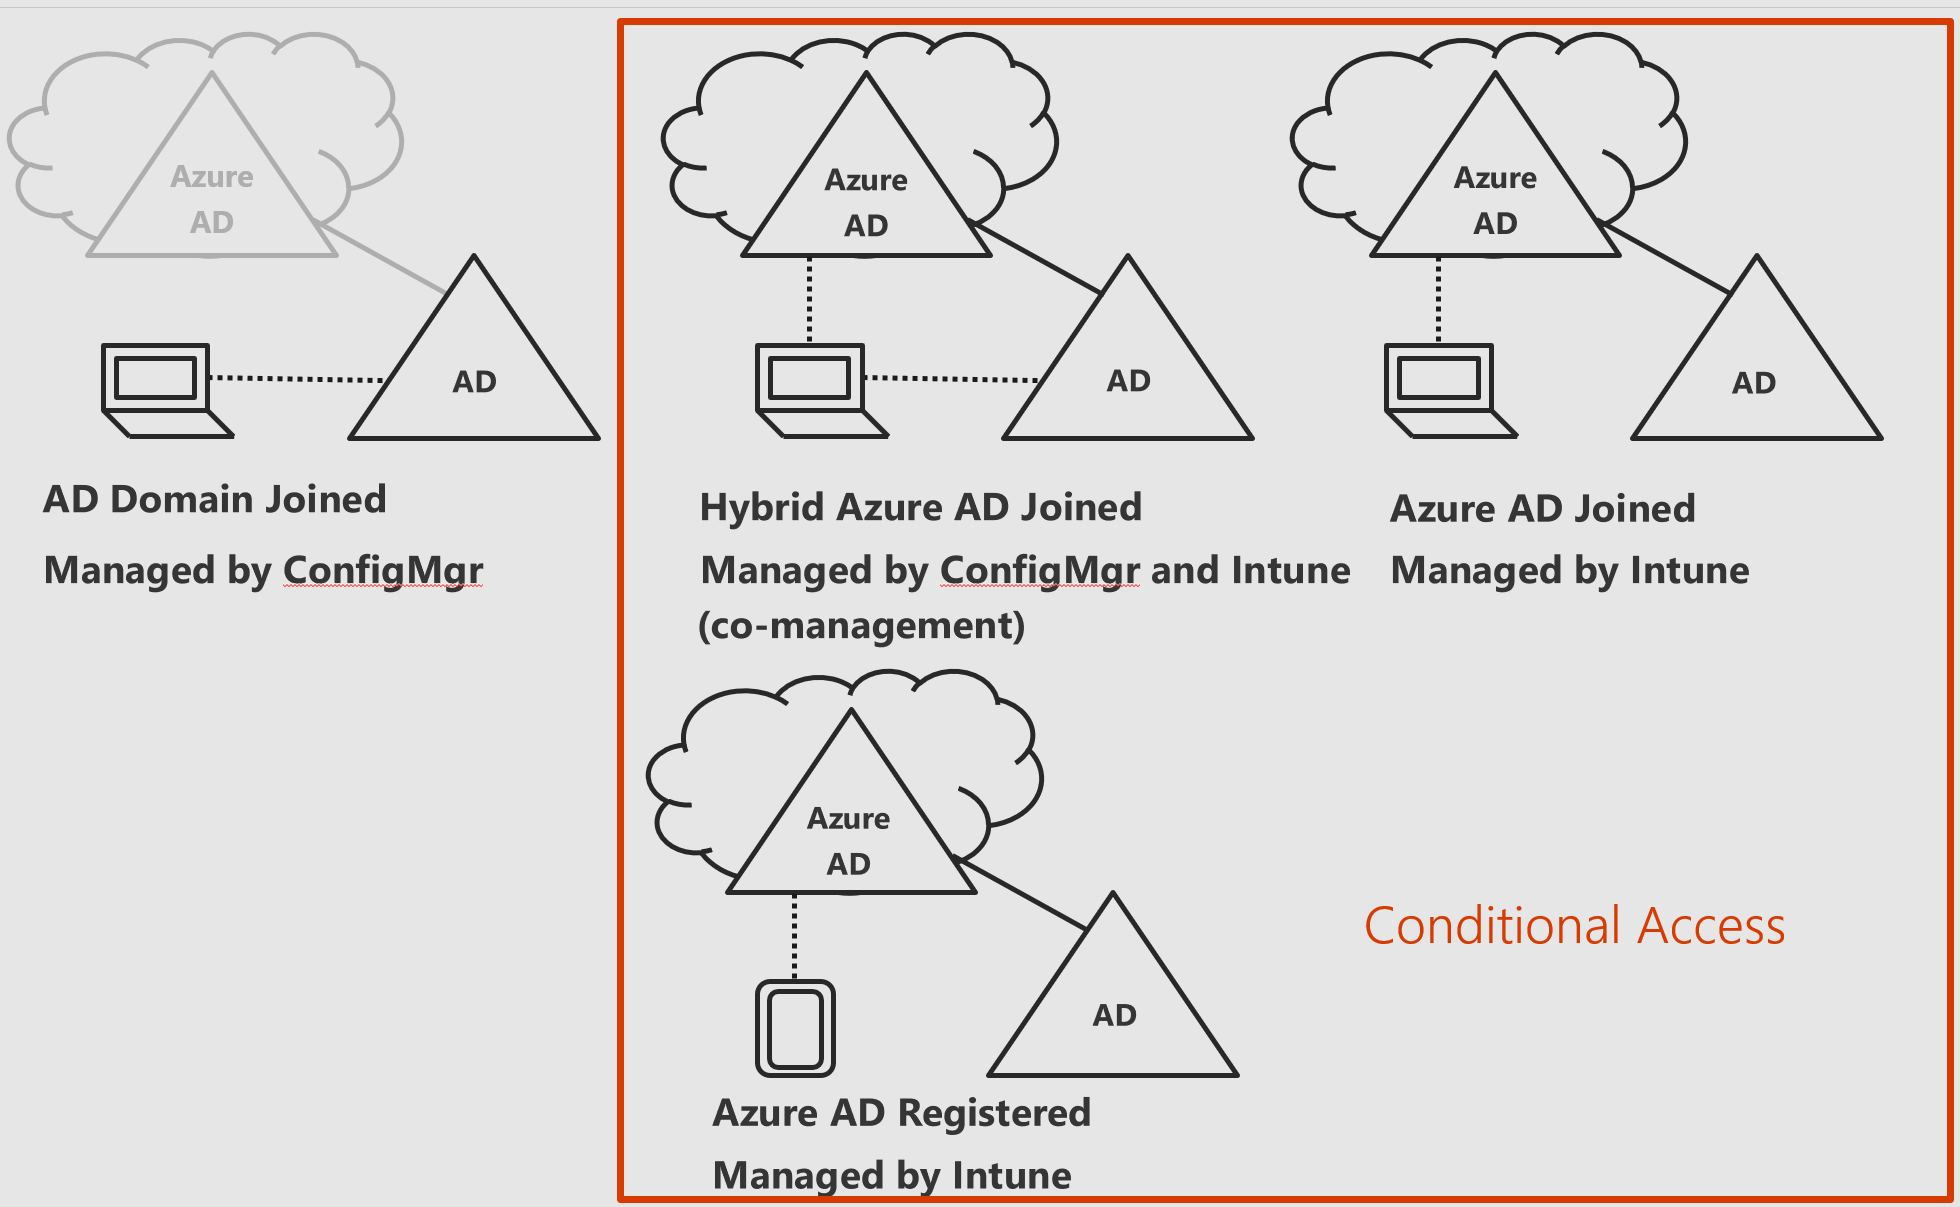 Azure
AD
AD
AD Domain Joined
Managed by ConfigMgr
Azure
AD
AD
Hybrid Azure AD Joined
Managed by ConfigMgr and Intune
(co-management)
Azure
AD
AD
Azure AD Joined
Managed by Intune
Azure
AD
AD
Azure AD Registered
Managed by Intune
Conditional Access